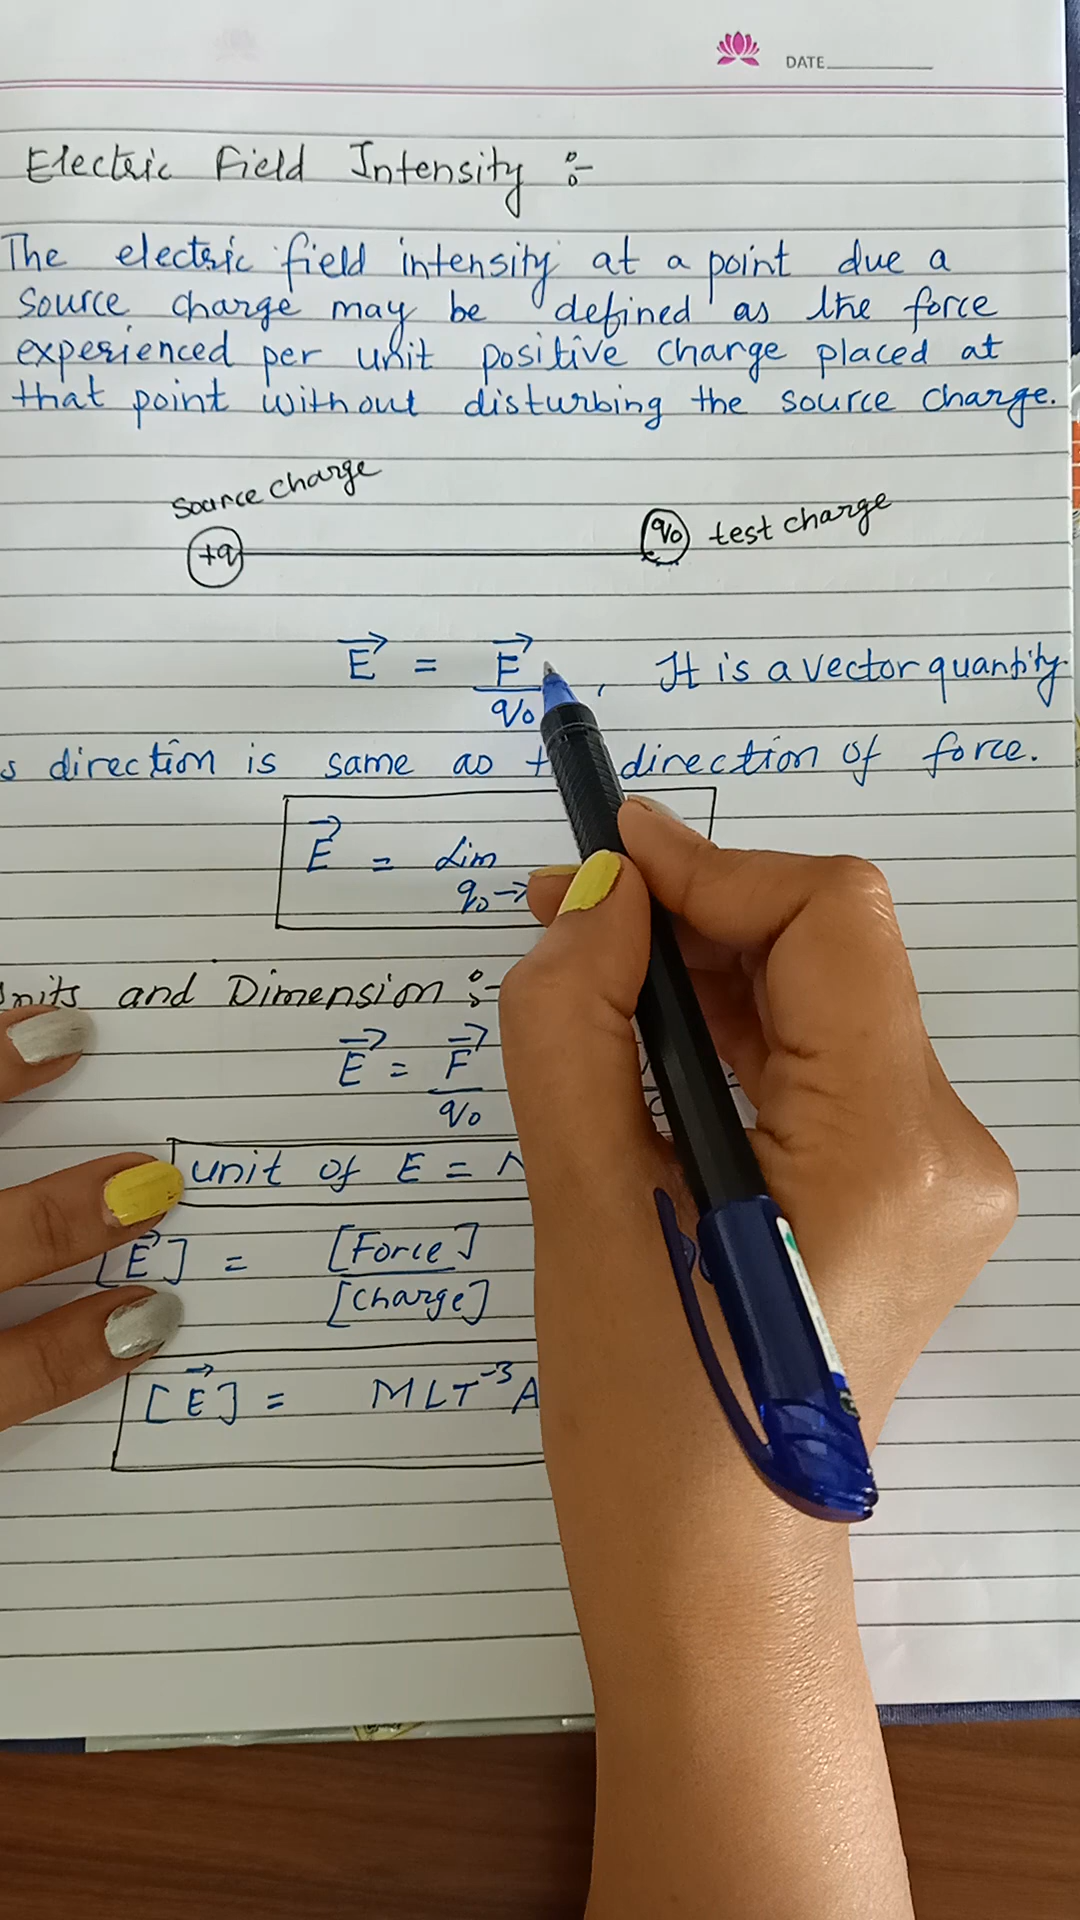 DATE
Electric Field Intensity :-
The electric field intensity at a point due a
source charge may be defined as the force
experienced per unit positive charge placed at
that point without disturbing the source charge.
source charge
+q
q₀ test charge
E⃗ = F⃗/q₀, It is a vector quantity
direction is same as direction of force.
E⃗ = Lim q₀→
and Dimension :-
E⃗ = F⃗/q₀
unit of E = N
[E⃗] = [Force]/[charge]
[E⃗] = MLT⁻³A